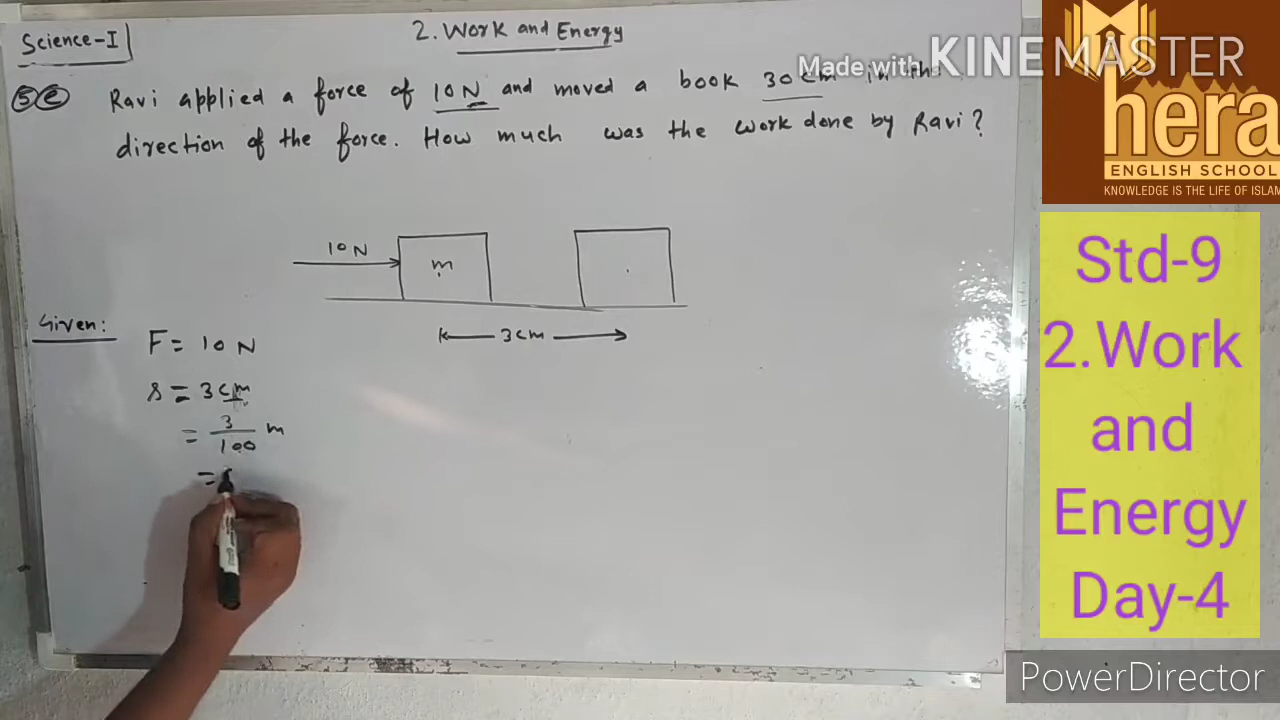 Science-I
2. Work and Energy
Made with KINEMASTER
5 e Ravi applied a force of 10 N and moved a book 30 cm in the
direction of the force. How much was the work done by Ravi?
10 N
m
3 cm
Given:
F = 10 N
s = 3 cm
= 3/100 m
=
hera
ENGLISH SCHOOL
KNOWLEDGE IS THE LIFE OF ISLAM
Std-9
2.Work
and
Energy
Day-4
PowerDirector